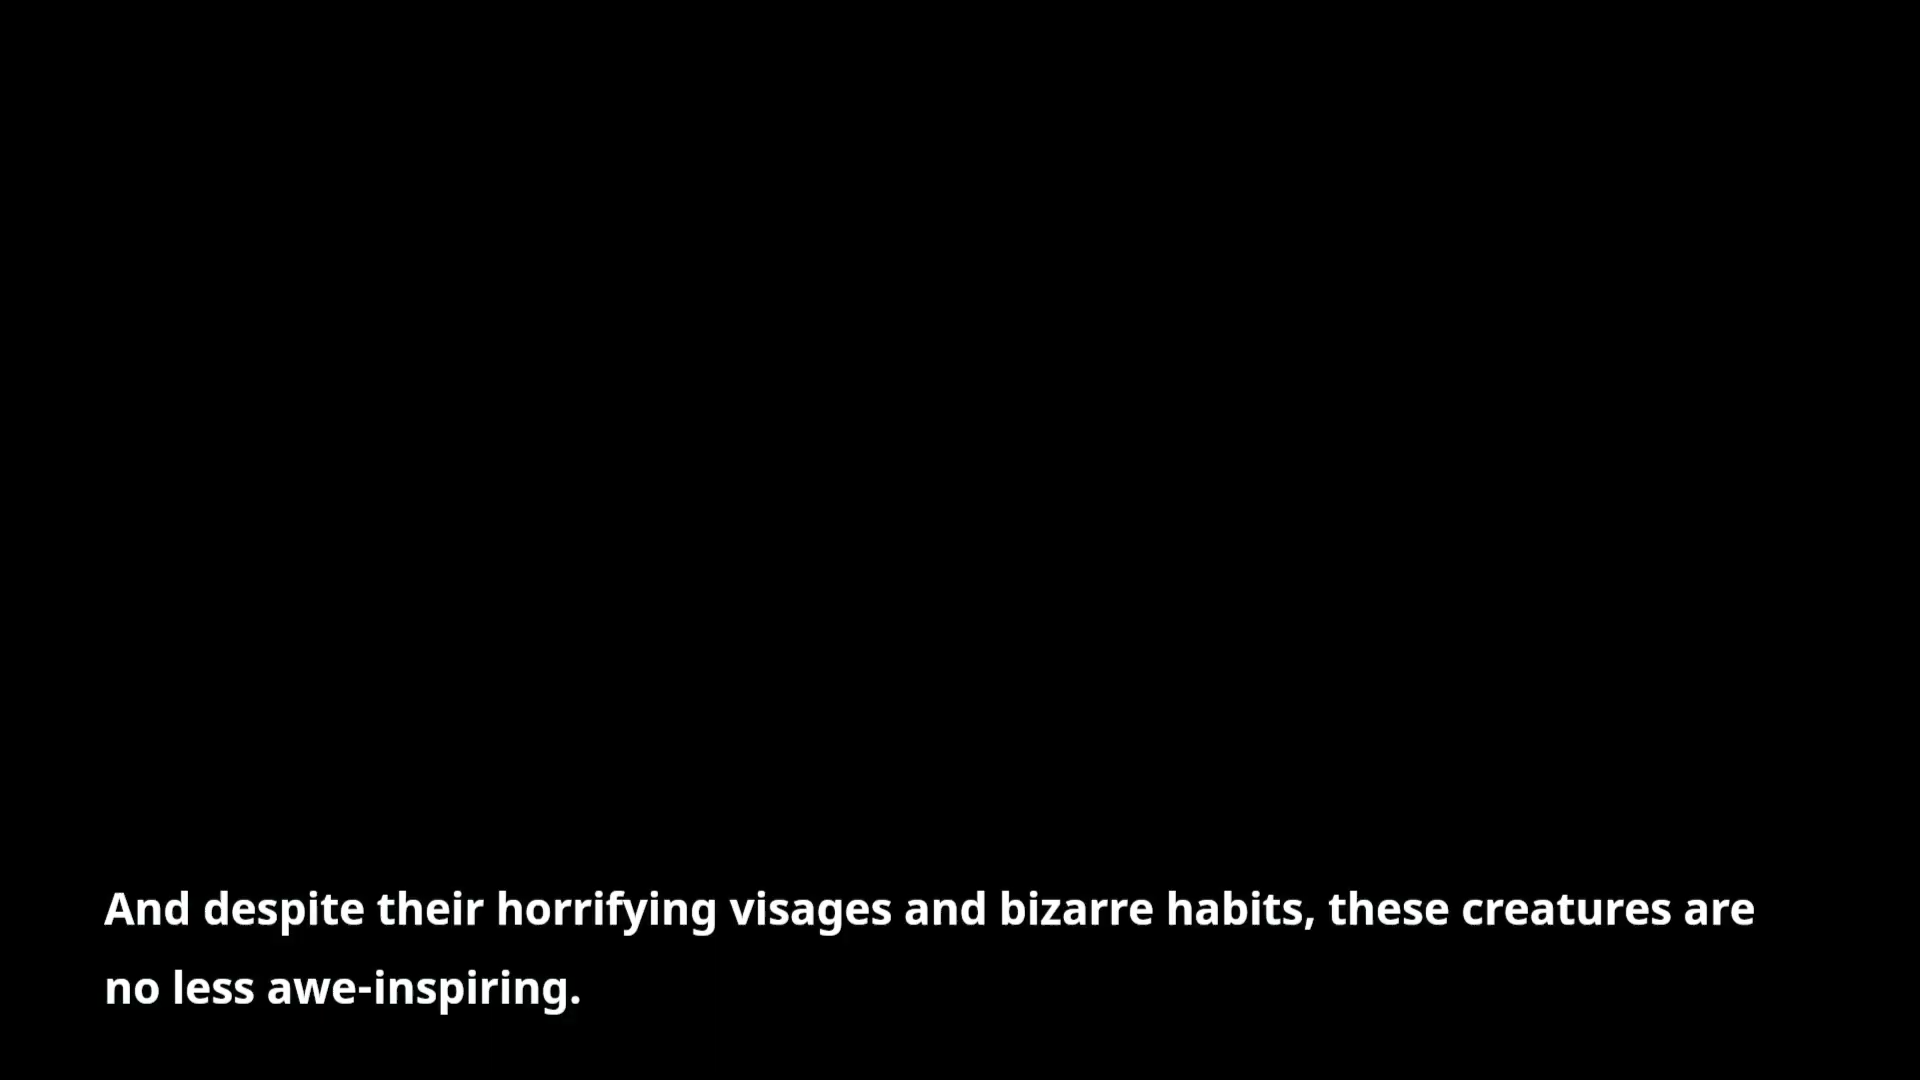 And despite their horrifying visages and bizarre habits, these creatures are
no less awe-inspiring.